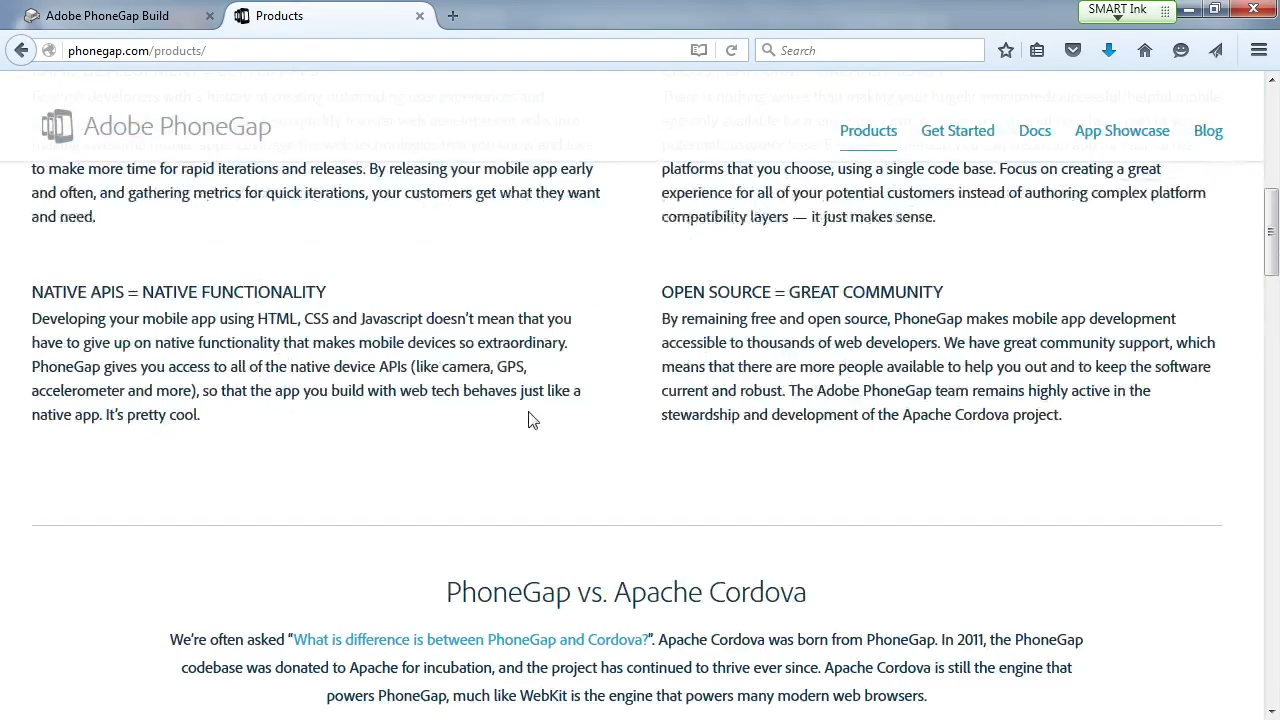 Adobe PhoneGap Build
Products
SMART Ink
phonegap.com/products/
Search
Adobe PhoneGap
Products
Get Started
Docs
App Showcase
Blog
to make more time for rapid iterations and releases. By releasing your mobile app early
and often, and gathering metrics for quick iterations, your customers get what they want
and need.
platforms that you choose, using a single code base. Focus on creating a great
experience for all of your potential customers instead of authoring complex platform
compatibility layers — it just makes sense.
NATIVE APIS = NATIVE FUNCTIONALITY
Developing your mobile app using HTML, CSS and Javascript doesn't mean that you
have to give up on native functionality that makes mobile devices so extraordinary.
PhoneGap gives you access to all of the native device APIs (like camera, GPS,
accelerometer and more), so that the app you build with web tech behaves just like a
native app. It's pretty cool.
OPEN SOURCE = GREAT COMMUNITY
By remaining free and open source, PhoneGap makes mobile app development
accessible to thousands of web developers. We have great community support, which
means that there are more people available to help you out and to keep the software
current and robust. The Adobe PhoneGap team remains highly active in the
stewardship and development of the Apache Cordova project.
PhoneGap vs. Apache Cordova
We're often asked “What is difference is between PhoneGap and Cordova?”. Apache Cordova was born from PhoneGap. In 2011, the PhoneGap
codebase was donated to Apache for incubation, and the project has continued to thrive ever since. Apache Cordova is still the engine that
powers PhoneGap, much like WebKit is the engine that powers many modern web browsers.